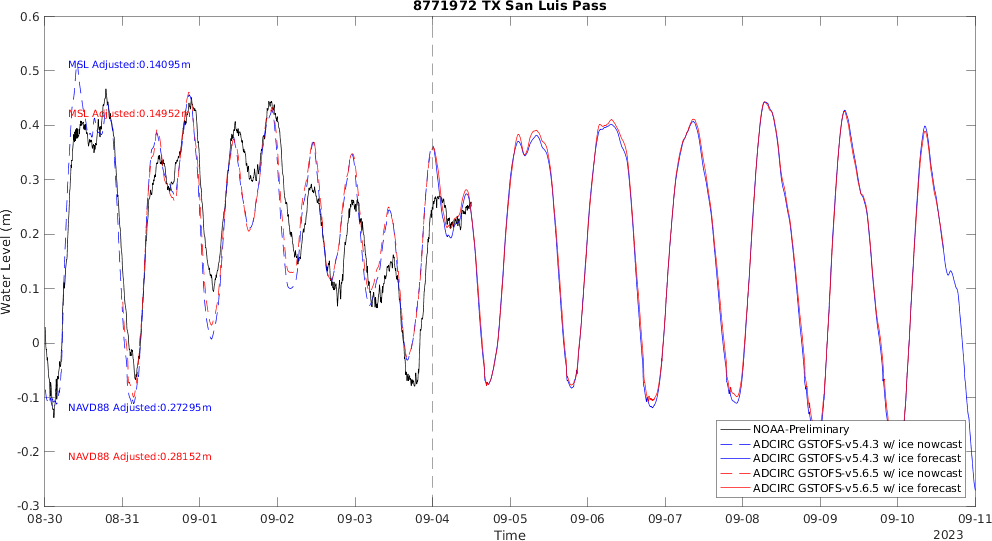 8771972 TX San Luis Pass
0.6
0.5
0.4
0.3
0.2
0.1
0
-0.1
-0.2
-0.3
Water Level (m)
MSL Adjusted:0.14095m
MSL Adjusted:0.14952m
NAVD88 Adjusted:0.27295m
NAVD88 Adjusted:0.28152m
NOAA-Preliminary
ADCIRC GSTOFS-v5.4.3 w/ ice nowcast
ADCIRC GSTOFS-v5.4.3 w/ ice forecast
ADCIRC GSTOFS-v5.6.5 w/ ice nowcast
ADCIRC GSTOFS-v5.6.5 w/ ice forecast
08-30 08-31 09-01 09-02 09-03 09-04 09-05 09-06 09-07 09-08 09-09 09-10 09-11
Time
2023